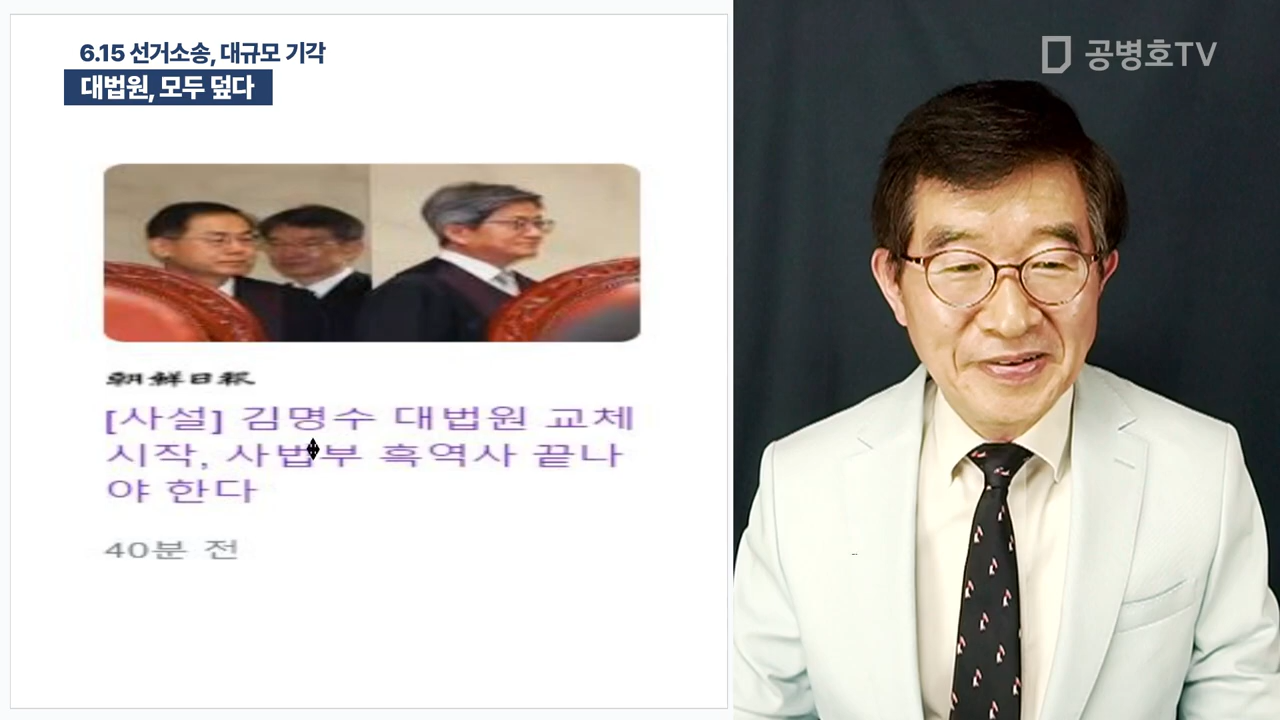 6.15 선거소송, 대규모 기각
대법원, 모두 덮다
공병호TV
朝鮮日報
[사설] 김명수 대법원 교체
시작, 사법부 흑역사 끝나
야 한다
40분 전